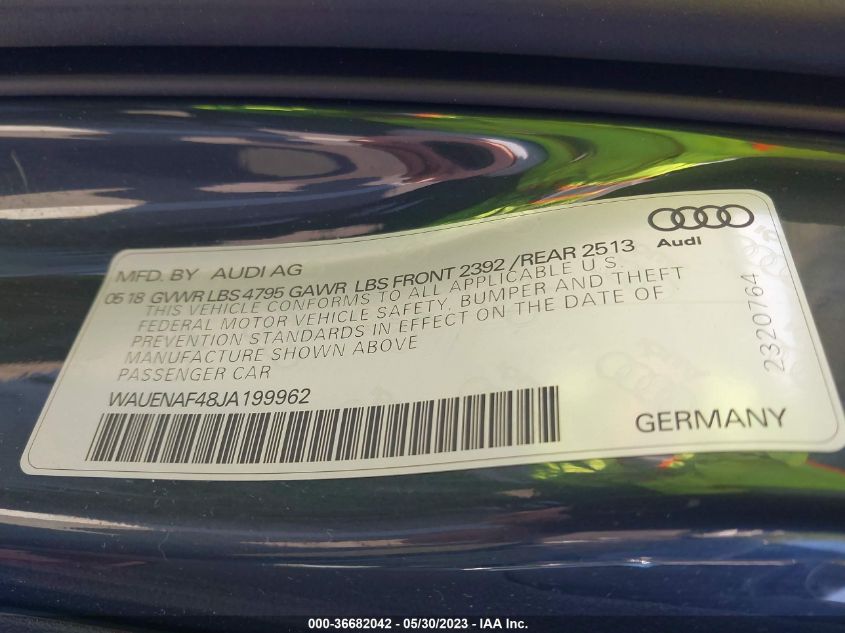 Audi
MFD. BY AUDI AG
05 18 GVWR LBS 4795 GAWR LBS FRONT 2392 /REAR 2513
THIS VEHICLE CONFORMS TO ALL APPLICABLE U.S.
FEDERAL MOTOR VEHICLE SAFETY, BUMPER AND THEFT
PREVENTION STANDARDS IN EFFECT ON THE DATE OF
MANUFACTURE SHOWN ABOVE
PASSENGER CAR
WAUENAF48JA199962
GERMANY
2320764
000-36682042 / 05/30/2023 - IAA Inc.